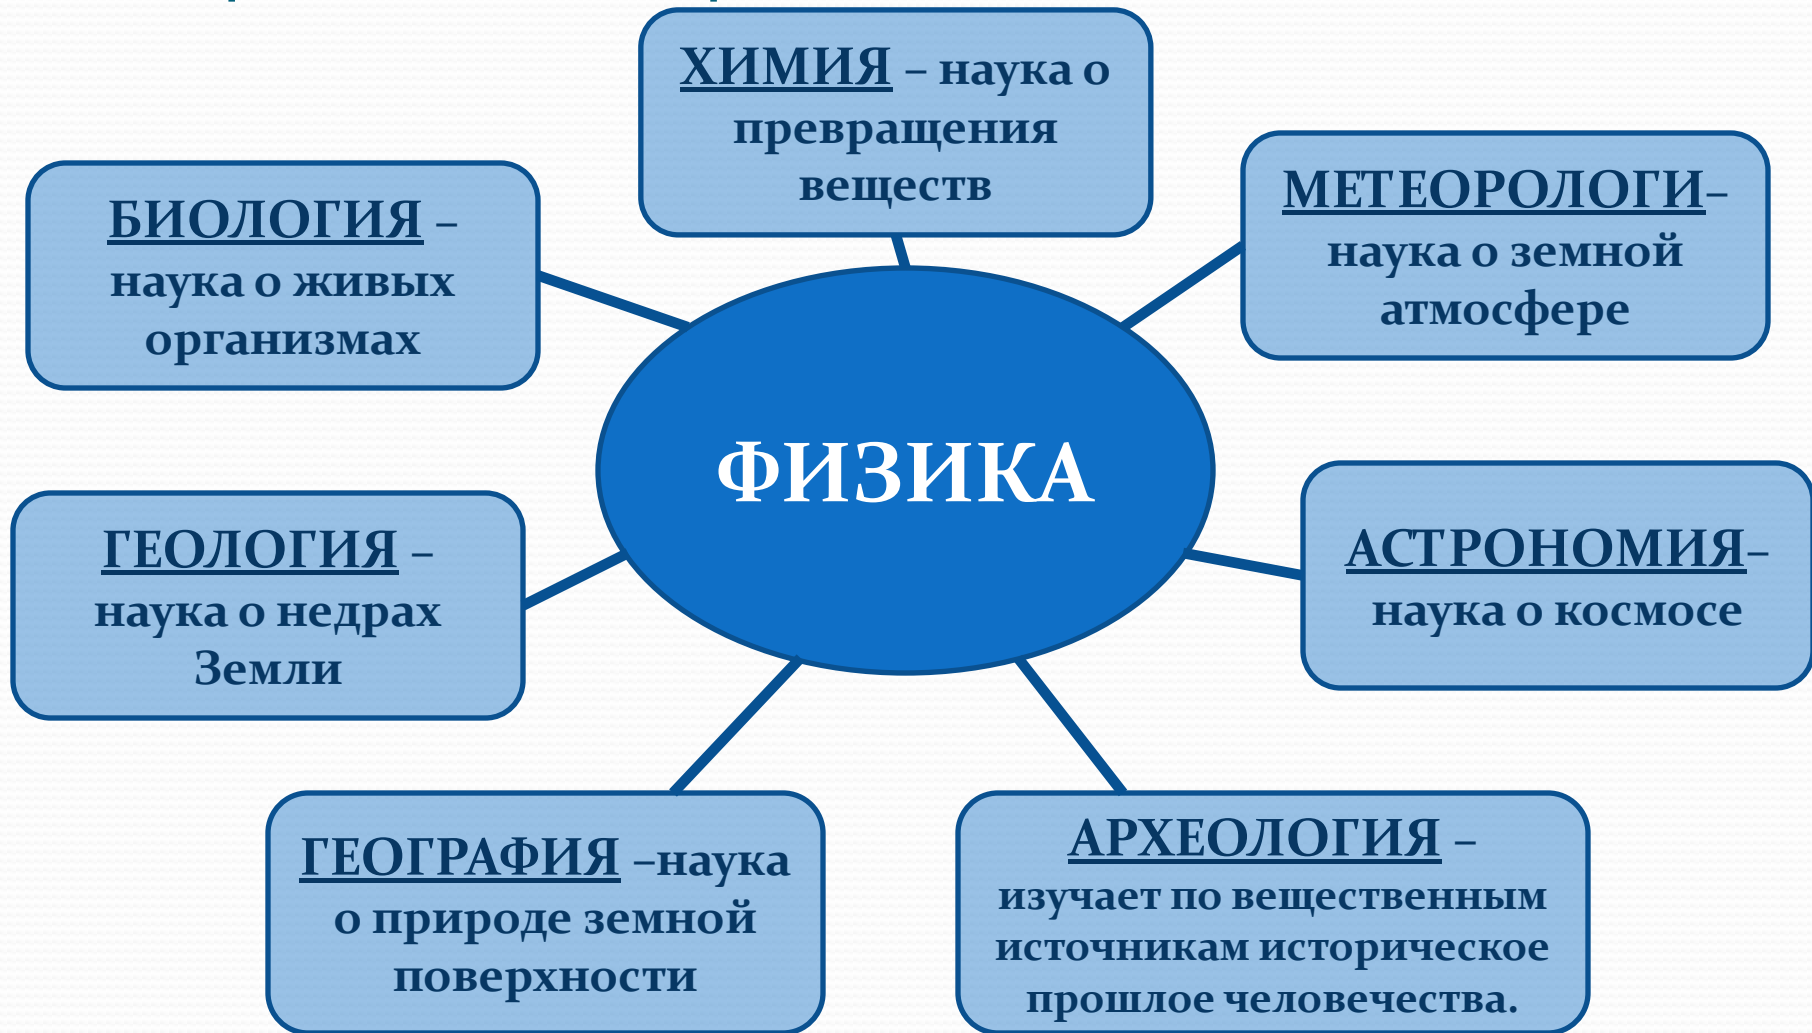 ХИМИЯ – наука о
превращения
веществ
БИОЛОГИЯ –
наука о живых
организмах
МЕТЕОРОЛОГИ–
наука о земной
атмосфере
ФИЗИКА
ГЕОЛОГИЯ –
наука о недрах
Земли
АСТРОНОМИЯ–
наука о космосе
ГЕОГРАФИЯ –наука
о природе земной
поверхности
АРХЕОЛОГИЯ –
изучает по вещественным
источникам историческое
прошлое человечества.